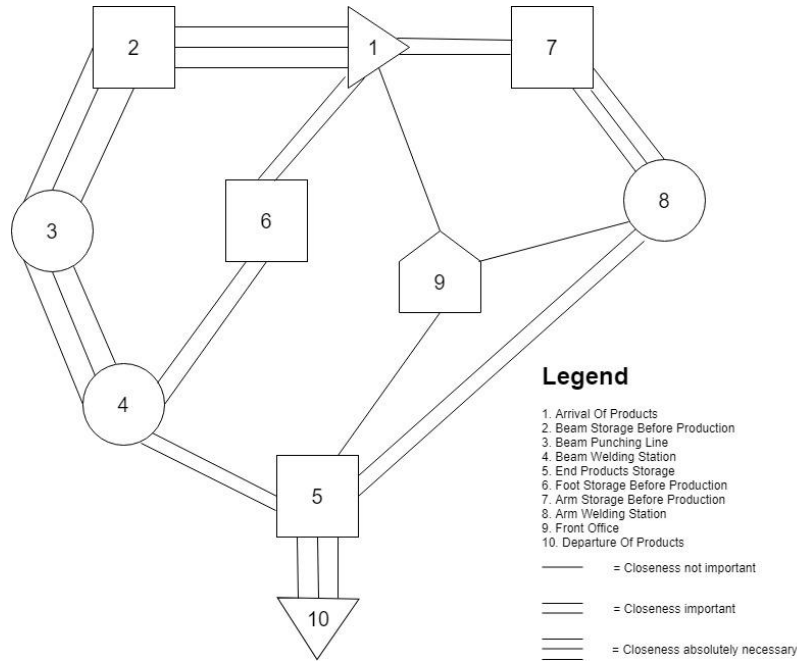 2
1
7
3
6
8
9
4
5
10
Legend
1. Arrival Of Products
2. Beam Storage Before Production
3. Beam Punching Line
4. Beam Welding Station
5. End Products Storage
6. Foot Storage Before Production
7. Arm Storage Before Production
8. Arm Welding Station
9. Front Office
10. Departure Of Products
= Closeness not important
= Closeness important
= Closeness absolutely necessary